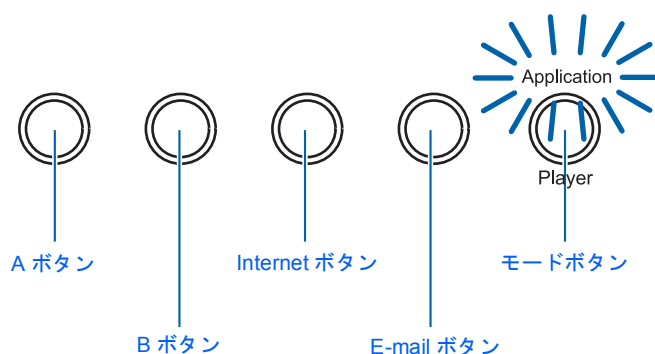 Application
Player
A ボタン
Internet ボタン
モードボタン
B ボタン
E-mail ボタン